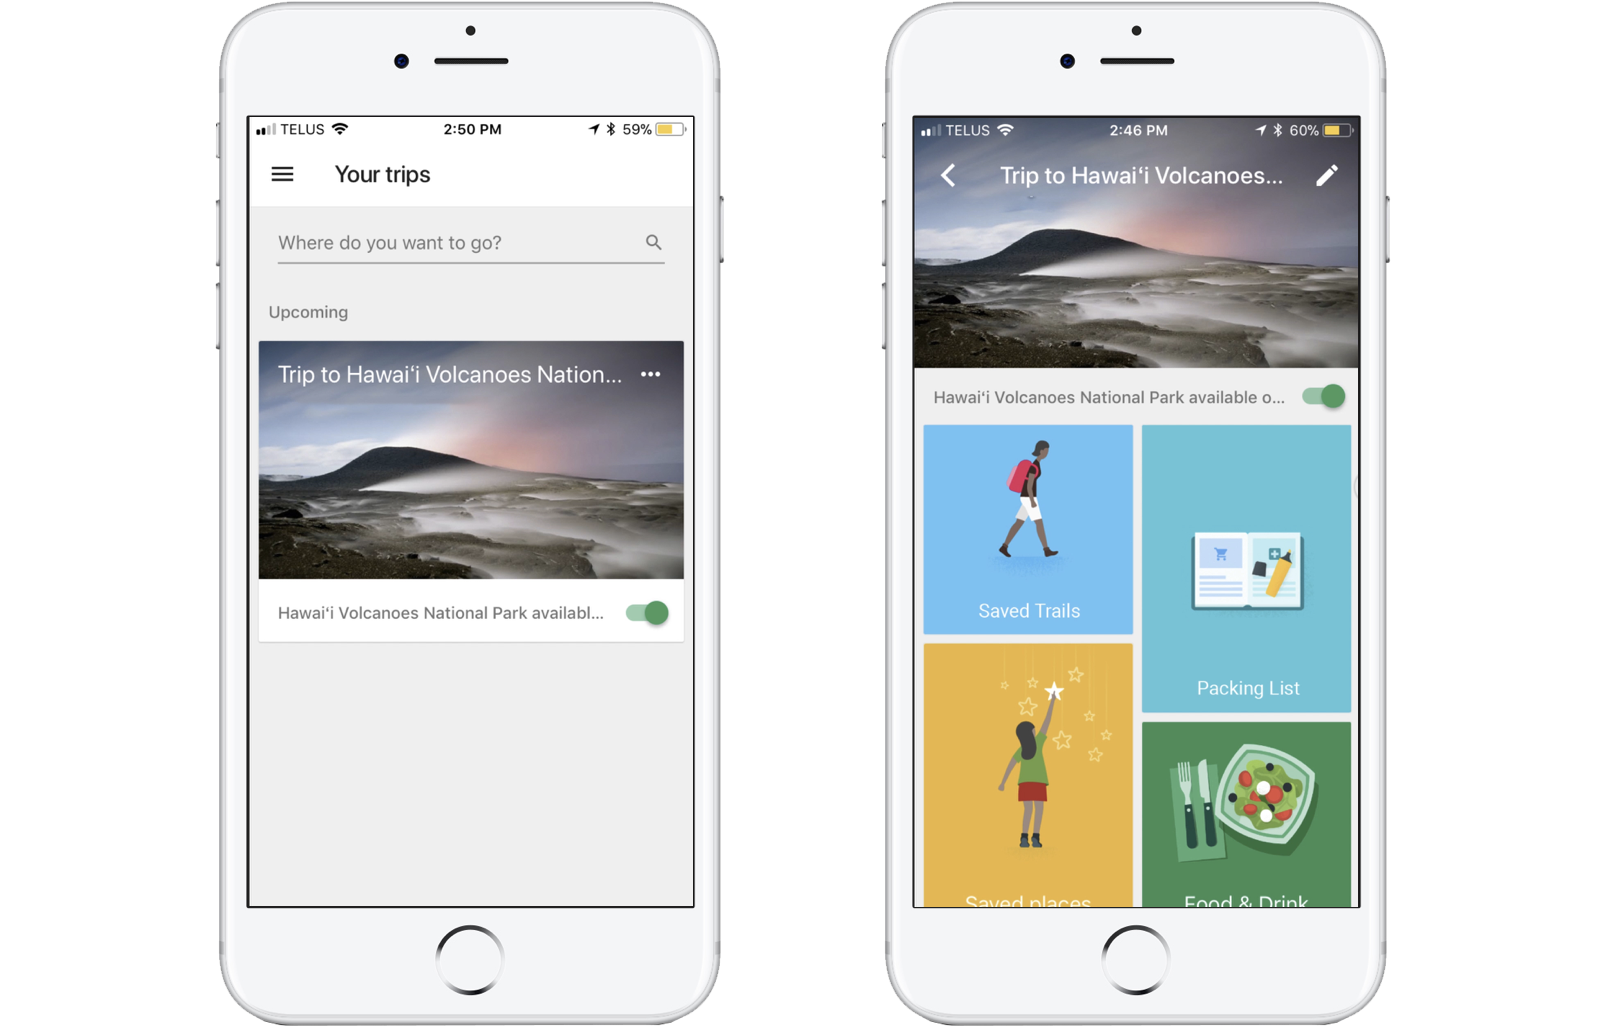 TELUS 2:50 PM 59%
Your trips
Where do you want to go?
Upcoming
Trip to Hawaiʻi Volcanoes Nation...
Hawaiʻi Volcanoes National Park availabl...
TELUS 2:46 PM 60%
Trip to Hawaiʻi Volcanoes...
Hawaiʻi Volcanoes National Park available o...
Saved Trails
Packing List
Saved places
Food & Drink